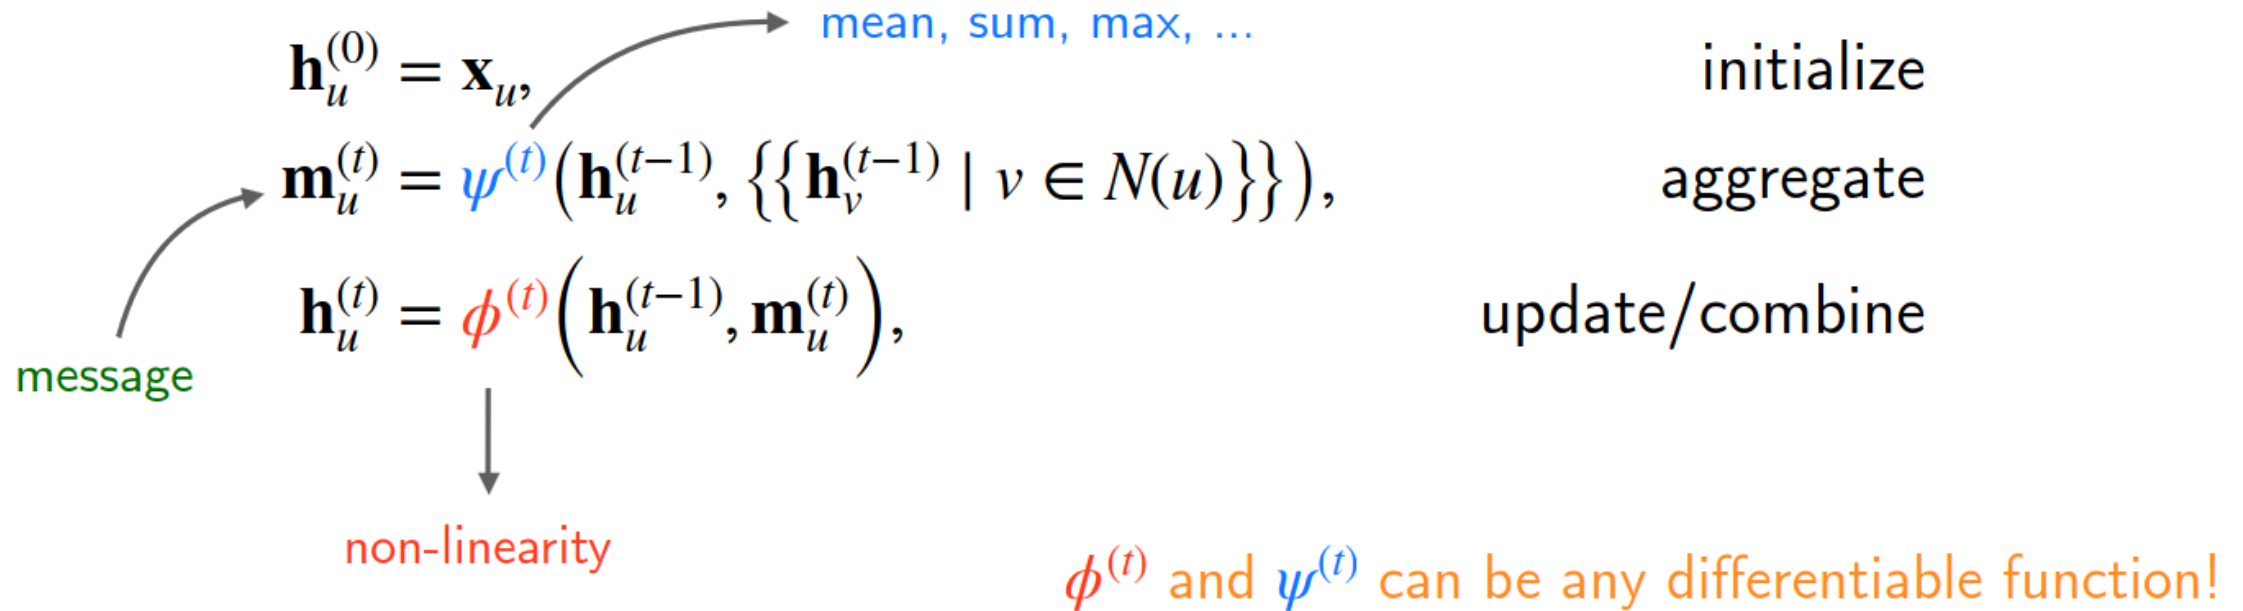 mean, sum, max, ...
h_u^{(0)} = x_u, initialize
m_u^{(t)} = ψ^{(t)}(h_u^{(t−1)}, {{h_v^{(t−1)} | v ∈ N(u)}}), aggregate
h_u^{(t)} = ϕ^{(t)}(h_u^{(t−1)}, m_u^{(t)}), update/combine
message
non-linearity
ϕ^{(t)} and ψ^{(t)} can be any differentiable function!